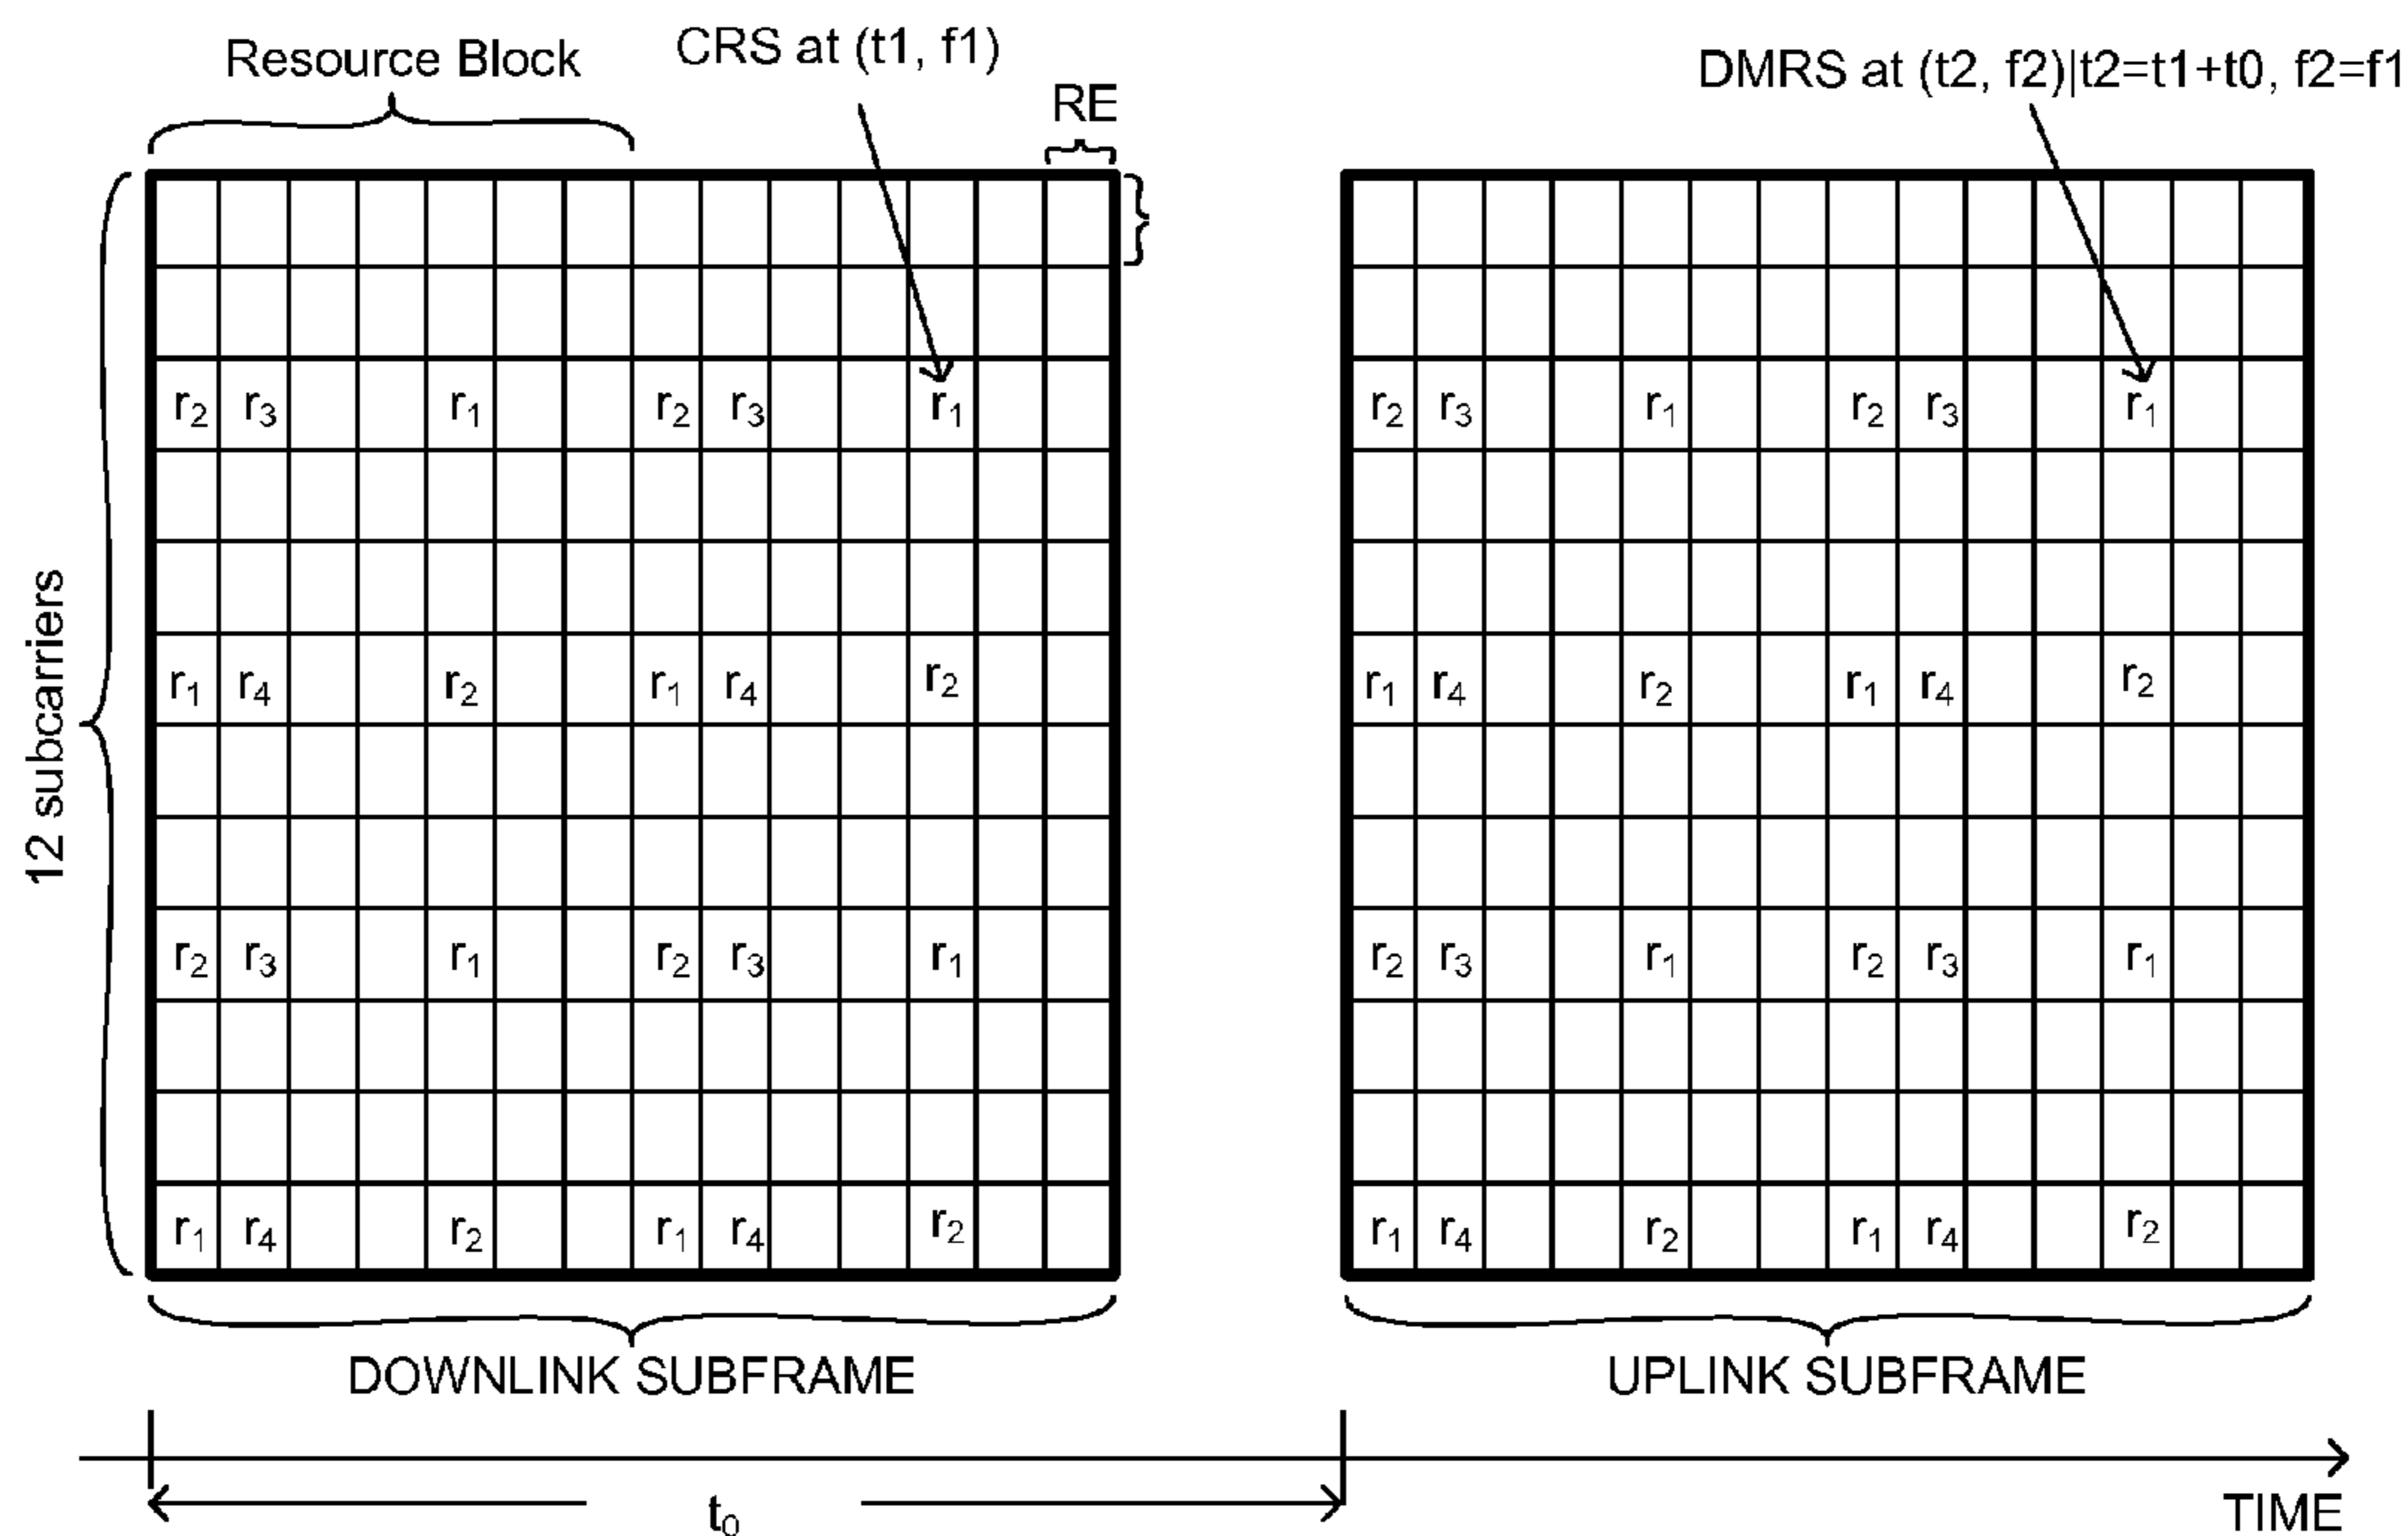 Resource Block
CRS at (t1, f1)
RE
DMRS at (t2, f2)|t2=t1+t0, f2=f1
12 subcarriers
r2 r3 r1 r2 r3 r1
r1 r4 r2 r1 r4 r2
r2 r3 r1 r2 r3 r1
r1 r4 r2 r1 r4 r2
DOWNLINK SUBFRAME
r2 r3 r1 r2 r3 r1
r1 r4 r2 r1 r4 r2
r2 r3 r1 r2 r3 r1
r1 r4 r2 r1 r4 r2
UPLINK SUBFRAME
t0
TIME